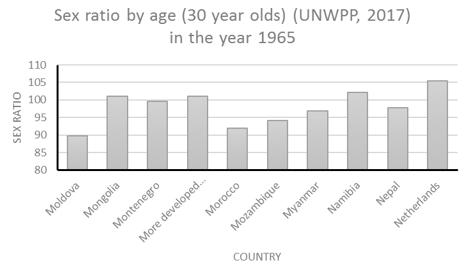 Sex ratio by age (30 year olds) (UNWPP, 2017)
in the year 1965
110
105
100
95
90
85
80
SEX RATIO
Moldova
Mongolia
Montenegro
More developed...
Morocco
Mozambique
Myanmar
Namibia
Nepal
Netherlands
COUNTRY